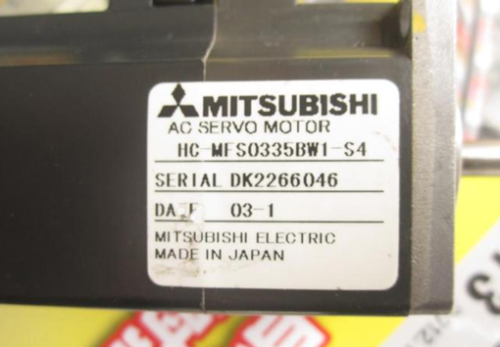 MITSUBISHI
AC SERVO MOTOR
HC-MFS0335BW1-S4
SERIAL DK2266046
DATE 03-1
MITSUBISHI ELECTRIC
MADE IN JAPAN